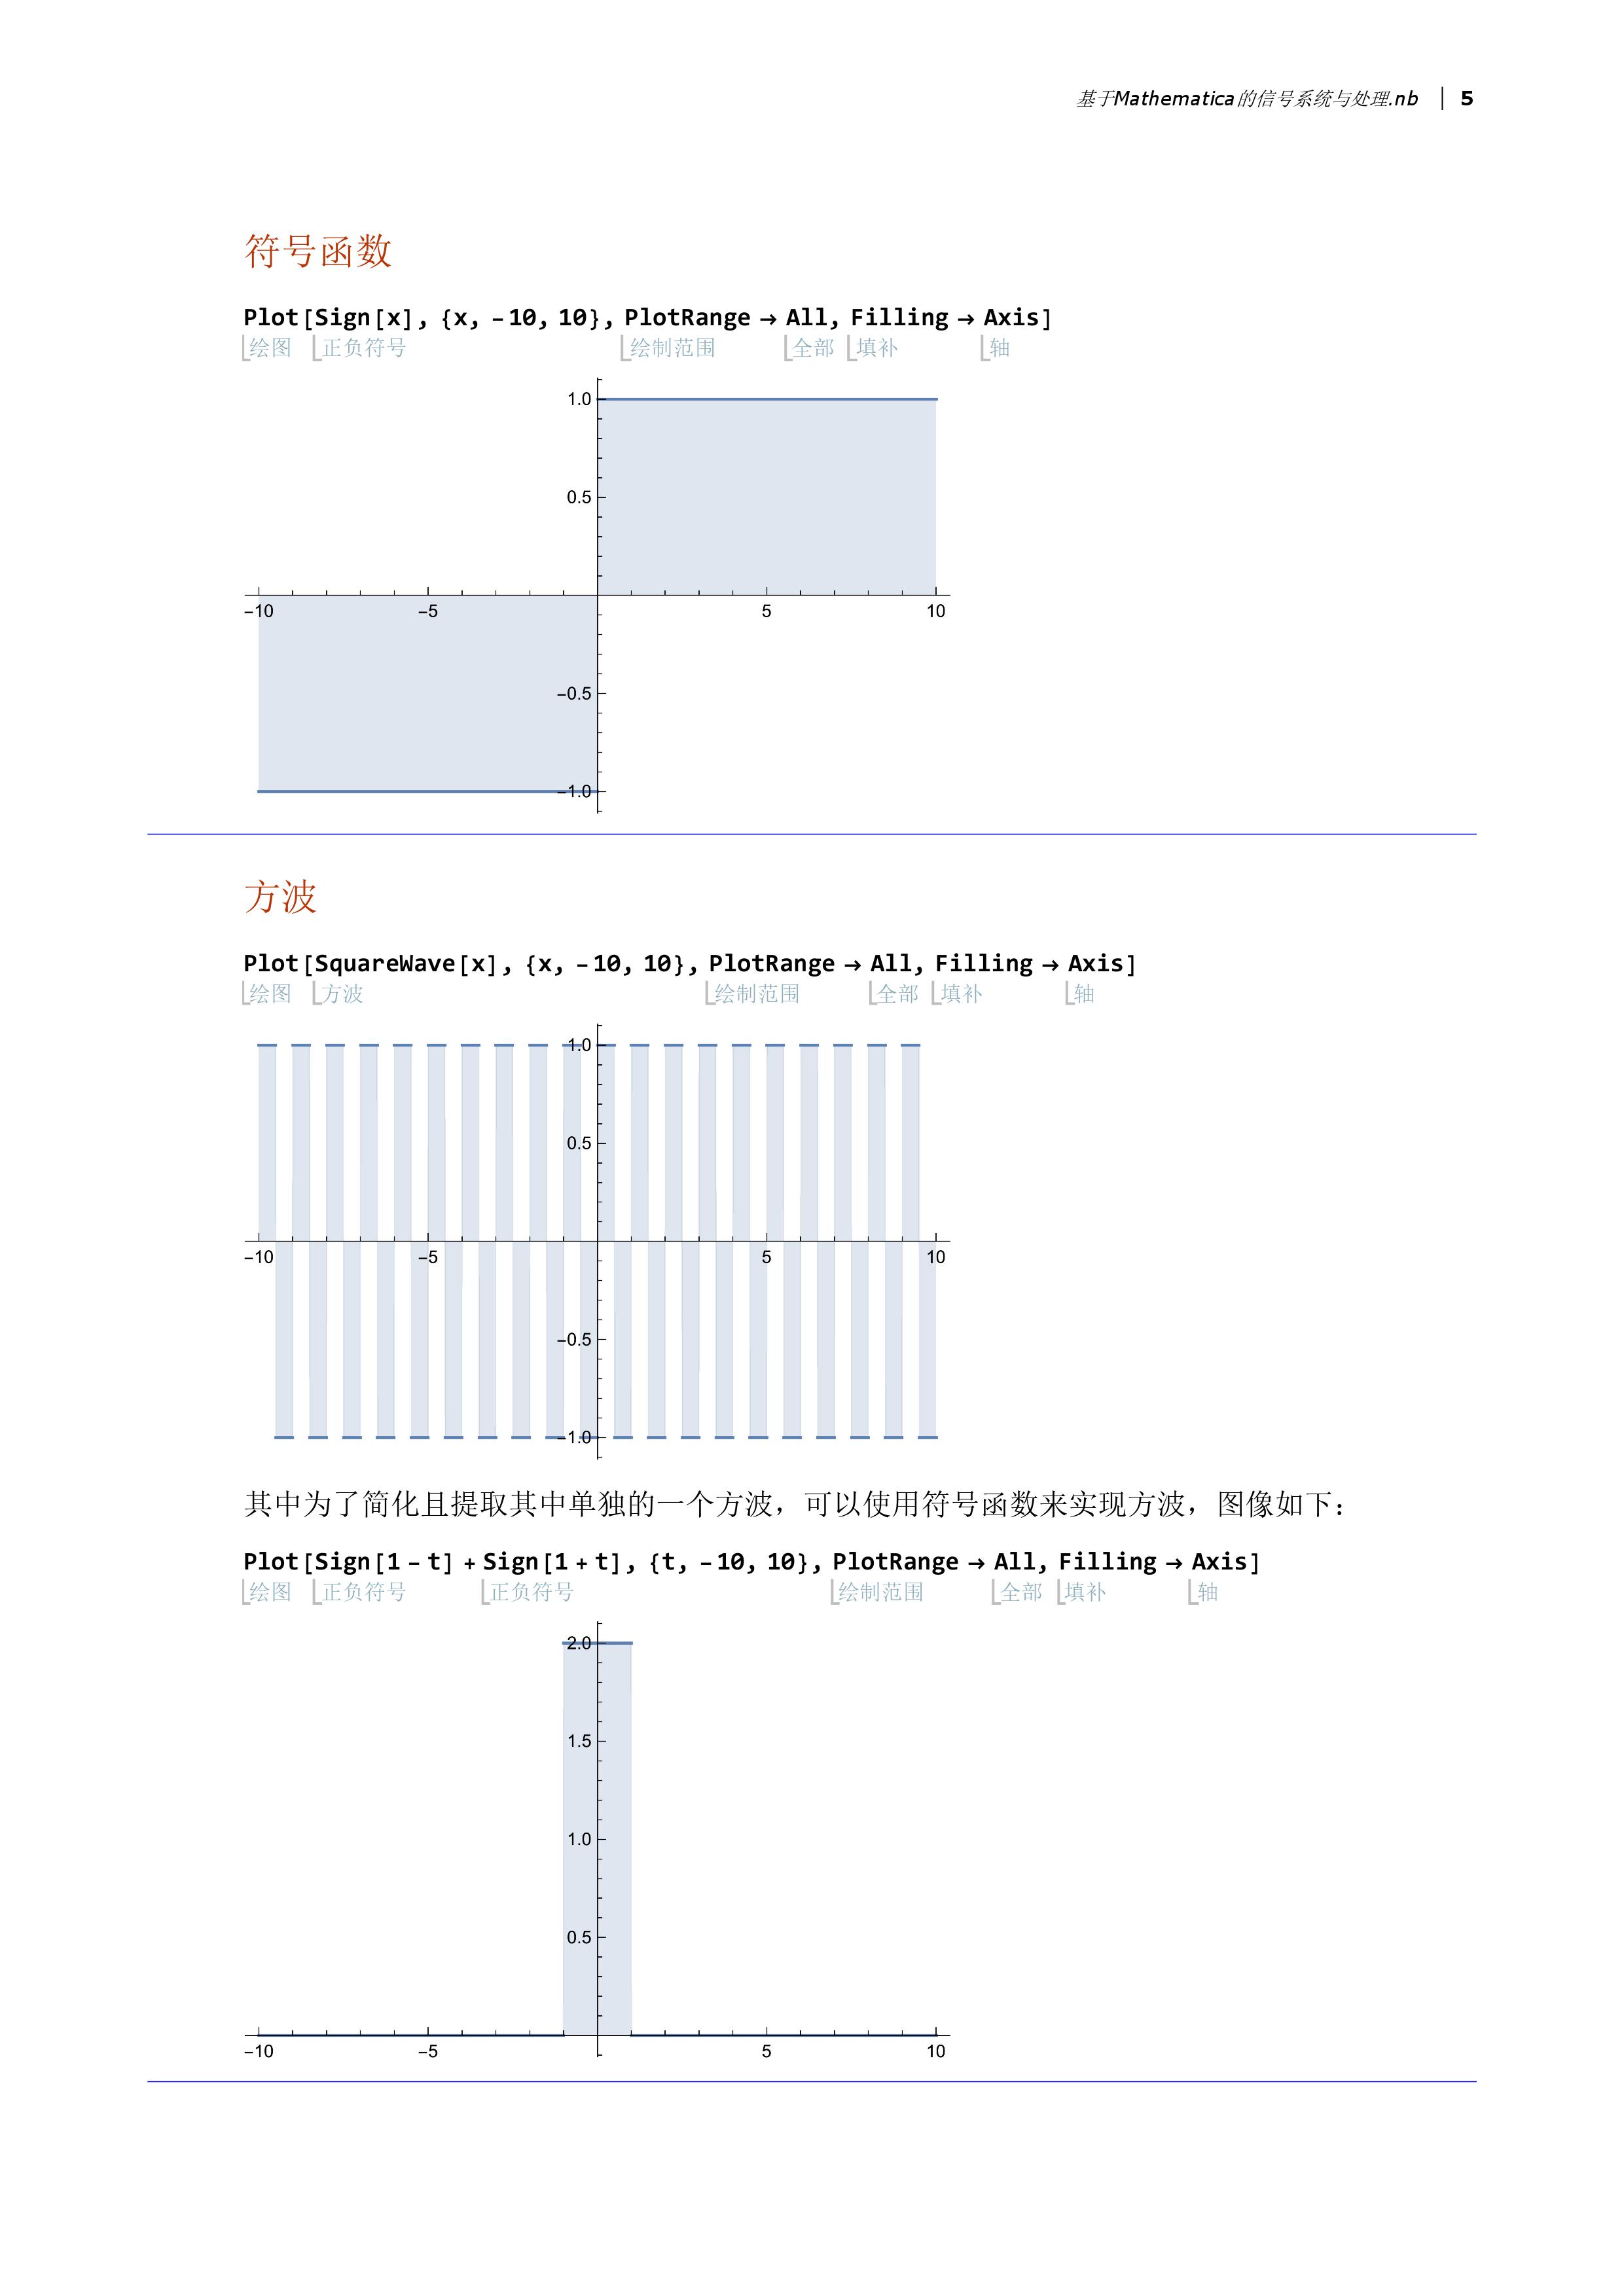 基于Mathematica的信号系统与处理.nb | 5
符号函数
Plot[Sign[x], {x, -10, 10}, PlotRange → All, Filling → Axis]
绘图 正负符号 绘制范围 全部 填补 轴
1.0
0.5
-10 -5 5 10
-0.5
-1.0
方波
Plot[SquareWave[x], {x, -10, 10}, PlotRange → All, Filling → Axis]
绘图 方波 绘制范围 全部 填补 轴
1.0
0.5
-10 -5 5 10
-0.5
-1.0
其中为了简化且提取其中单独的一个方波，可以使用符号函数来实现方波，图像如下：
Plot[Sign[1 - t] + Sign[1 + t], {t, -10, 10}, PlotRange → All, Filling → Axis]
绘图 正负符号 正负符号 绘制范围 全部 填补 轴
2.0
1.5
1.0
0.5
-10 -5 5 10